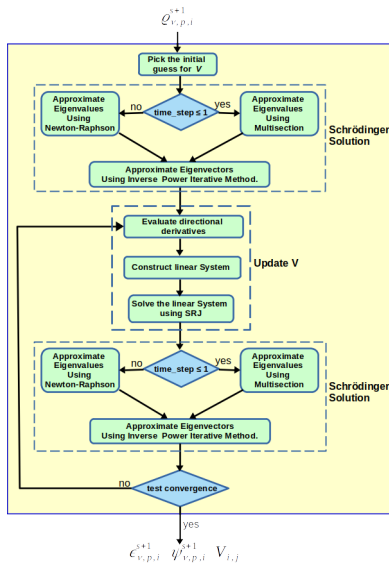 ϱ^{s+1}_{ν,p,i}
Pick the initial
guess for V
Approximate
Eigenvalues
Using
Newton-Raphson
no
time_step ≤ 1
yes
Approximate
Eigenvalues
Using
Multisection
Schrödinger
Solution
Approximate Eigenvectors
Using Inverse Power Iterative Method.
Evaluate directional
derivatives
Construct linear System
Update V
Solve the linear System
using SRJ
Approximate
Eigenvalues
Using
Newton-Raphson
no
time_step ≤ 1
yes
Approximate
Eigenvalues
Using
Multisection
Schrödinger
Solution
Approximate Eigenvectors
Using Inverse Power Iterative Method.
no
test convergence
yes
ϵ^{s+1}_{ν,p,i} ψ^{s+1}_{ν,p,i} V_{i,j}